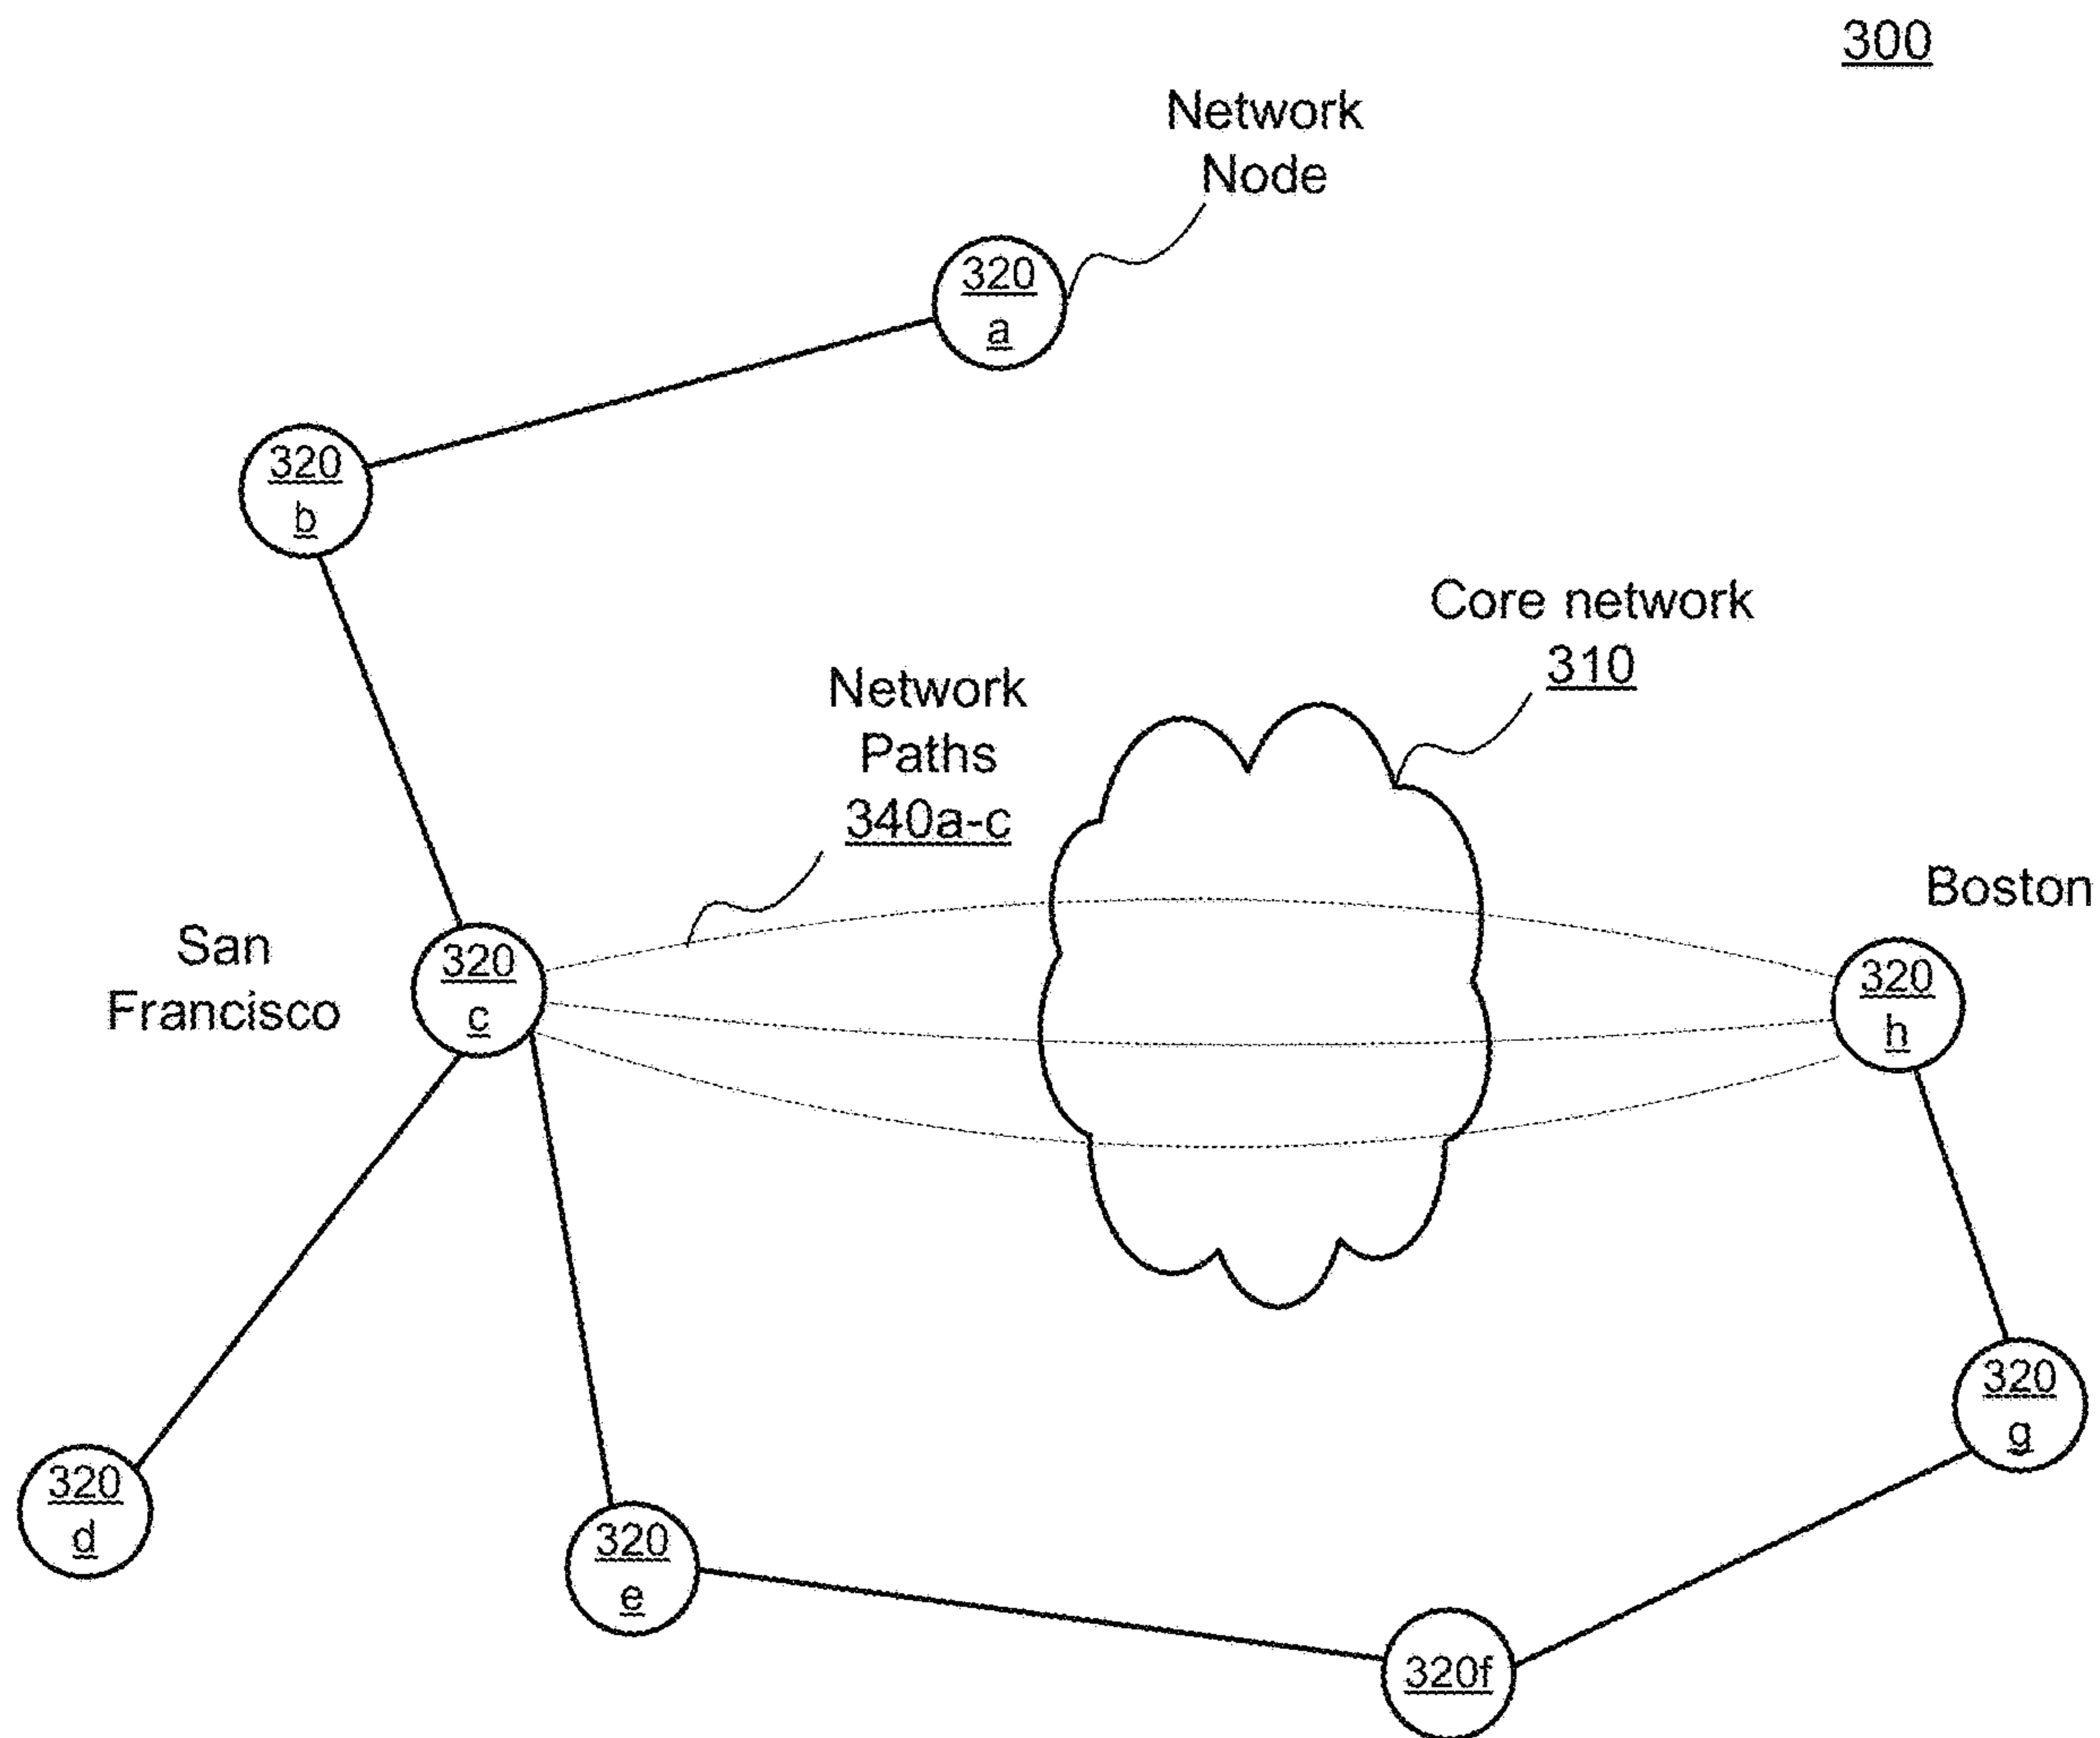 300
Network
Node
320
a
320
b
Core network
310
Network
Paths
340a-c
Boston
San
Francisco
320
c
320
h
320
g
320
d
320
e
320f